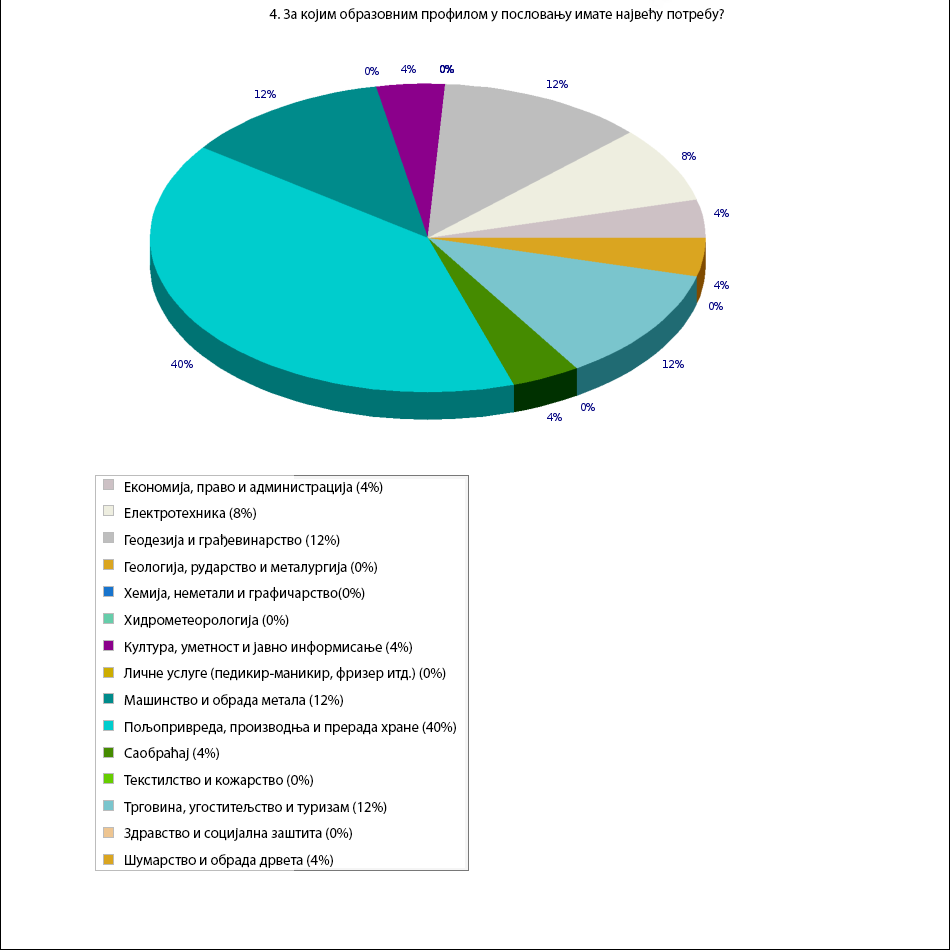 4. За којим образовним профилом у пословању имате највећу потребу?
0%
4%
0%
12%
12%
8%
4%
4%
0%
40%
12%
0%
4%
Економија, право и администрација (4%)
Електротехника (8%)
Геодезија и грађевинарство (12%)
Геологија, рударство и металургија (0%)
Хемија, неметали и графичарство(0%)
Хидрометеорологија (0%)
Култура, уметност и јавно информисање (4%)
Личне услуге (педикир-маникир, фризер итд.) (0%)
Машинство и обрада метала (12%)
Пољопривреда, производња и прерада хране (40%)
Саобраћај (4%)
Текстилство и кожарство (0%)
Трговина, угоститељство и туризам (12%)
Здравство и социјална заштита (0%)
Шумарство и обрада дрвета (4%)